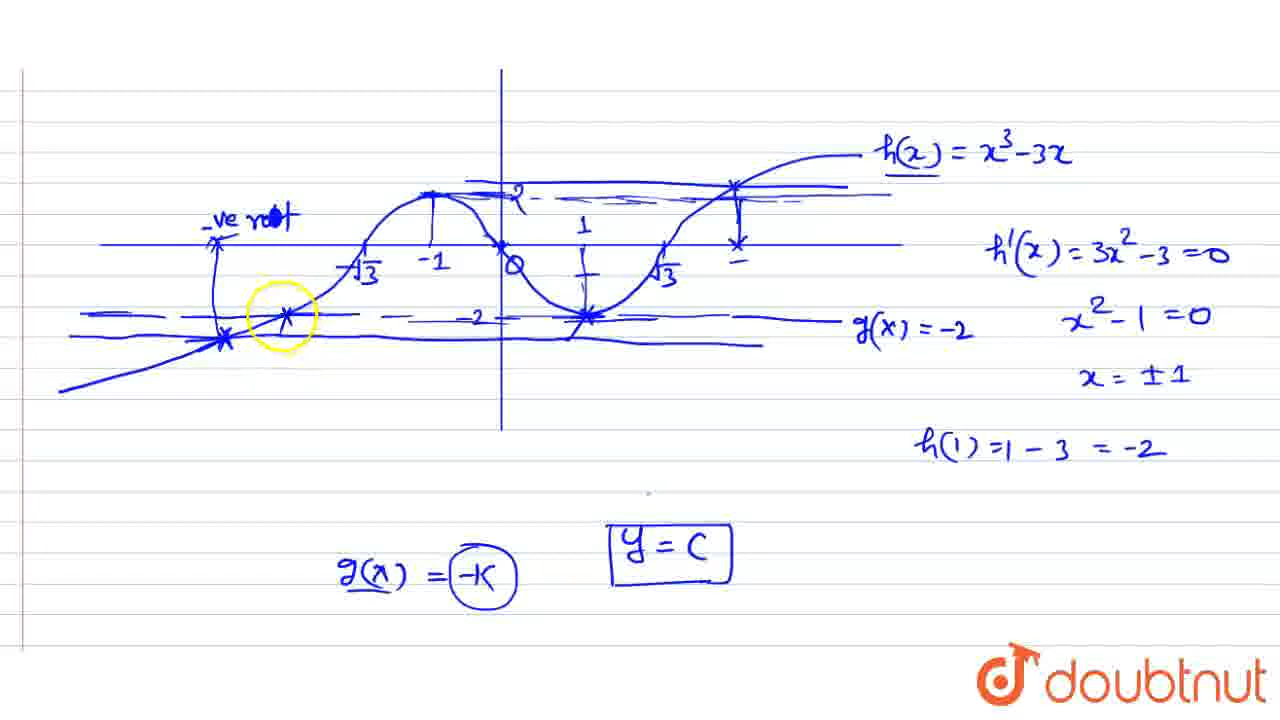 h(x) = x³-3x
2
-ve root
1
-√3
-1
0
√3
h'(x) = 3x²-3=0
-2
g(x) = -2
x²-1=0
x = ±1
h(1) = 1-3 = -2
y = c
g(x) = -K
doubtnut